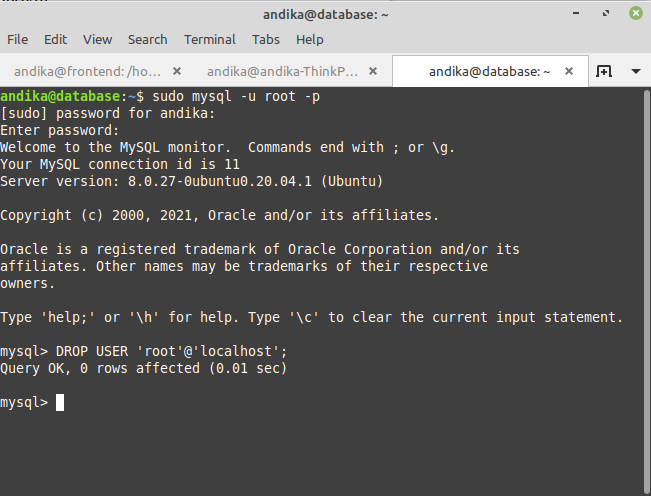 andika@database: ~
File Edit View Search Terminal Tabs Help
andika@frontend: /ho... andika@andika-ThinkP... andika@database: ~
andika@database:~$ sudo mysql -u root -p
[sudo] password for andika:
Enter password:
Welcome to the MySQL monitor.  Commands end with ; or \g.
Your MySQL connection id is 11
Server version: 8.0.27-0ubuntu0.20.04.1 (Ubuntu)
Copyright (c) 2000, 2021, Oracle and/or its affiliates.
Oracle is a registered trademark of Oracle Corporation and/or its
affiliates. Other names may be trademarks of their respective
owners.
Type 'help;' or '\h' for help. Type '\c' to clear the current input statement.
mysql> DROP USER 'root'@'localhost';
Query OK, 0 rows affected (0.01 sec)
mysql>